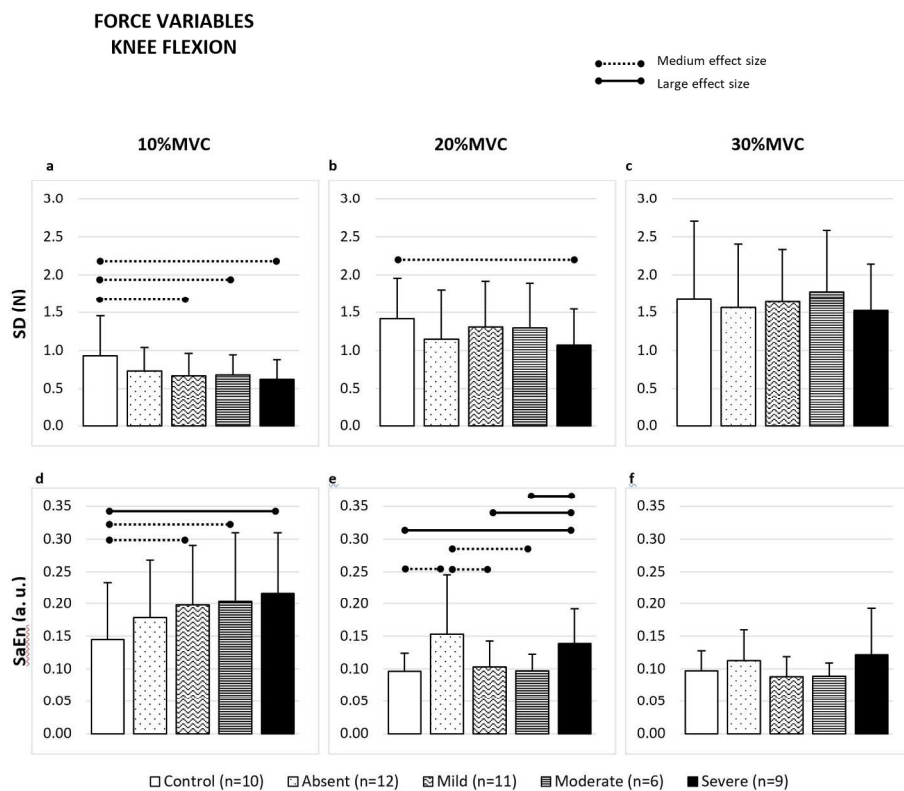 FORCE VARIABLES
KNEE FLEXION
Medium effect size
Large effect size
10%MVC
20%MVC
30%MVC
a
b
c
SD (N)
3.0
2.5
2.0
1.5
1.0
0.5
0.0
3.0
2.5
2.0
1.5
1.0
0.5
0.0
3.0
2.5
2.0
1.5
1.0
0.5
0.0
d
e
f
SaEn (a. u.)
0.35
0.30
0.25
0.20
0.15
0.10
0.05
0.00
0.35
0.30
0.25
0.20
0.15
0.10
0.05
0.00
0.35
0.30
0.25
0.20
0.15
0.10
0.05
0.00
Control (n=10) Absent (n=12) Mild (n=11) Moderate (n=6) Severe (n=9)